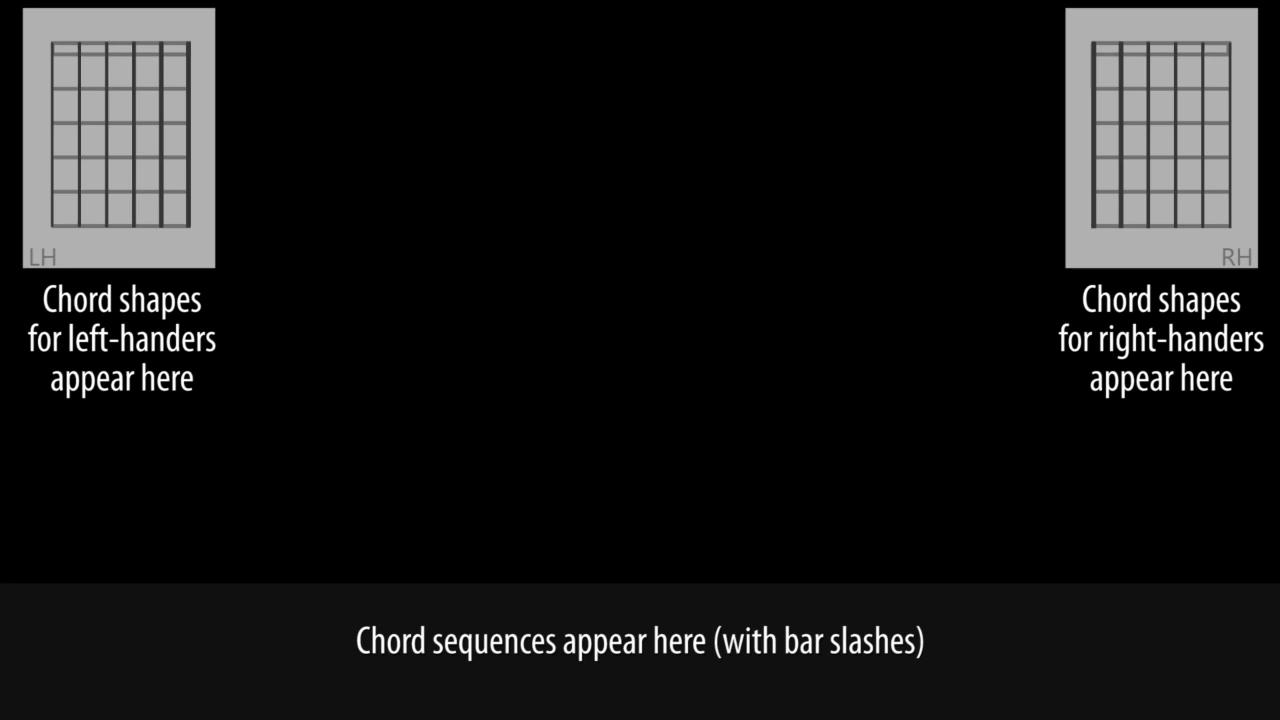 LH
Chord shapes
for left-handers
appear here
RH
Chord shapes
for right-handers
appear here
Chord sequences appear here (with bar slashes)